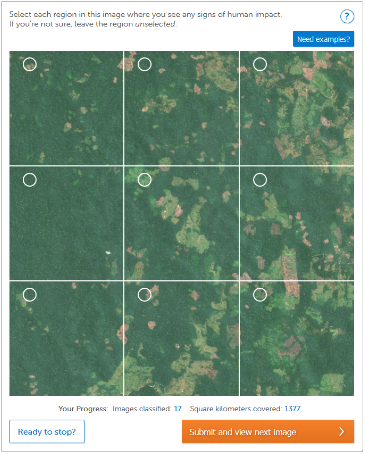 Select each region in this image where you see any signs of human impact.
If you're not sure, leave the region unselected.
?
Need examples?
Your Progress: Images classified: 17 Square kilometers covered: 1377
Ready to stop?
Submit and view next image >